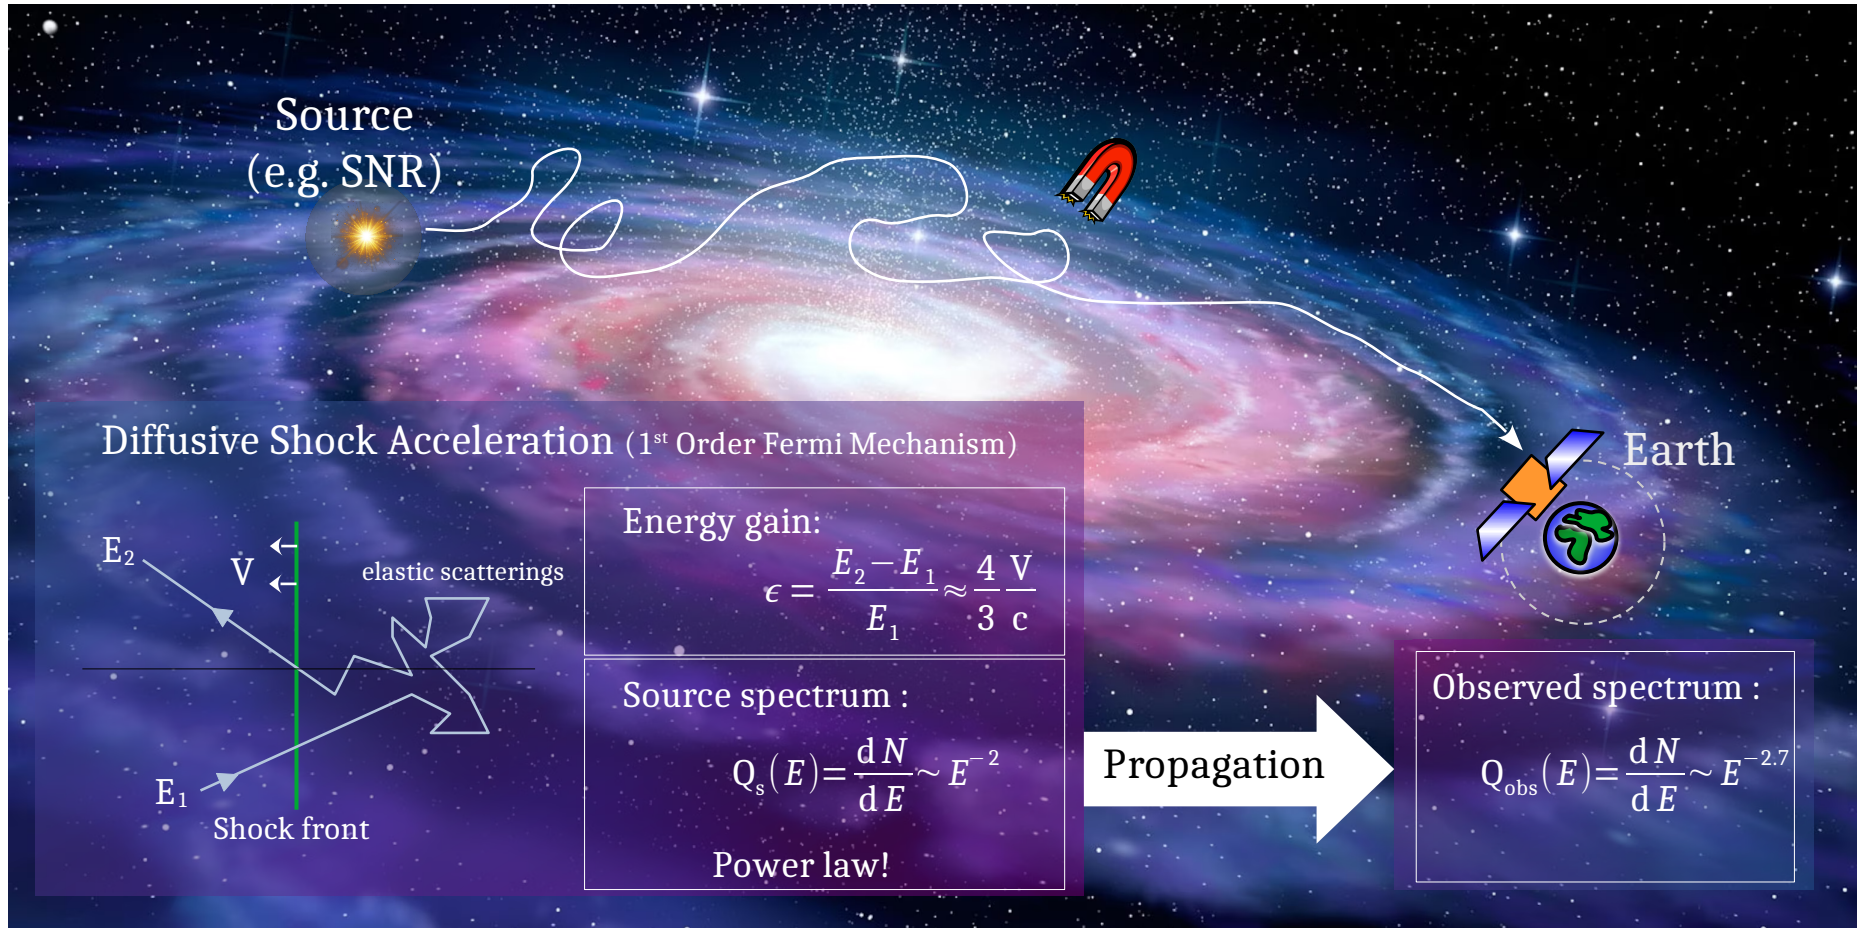 Source
(e.g. SNR)
Earth
Diffusive Shock Acceleration (1st Order Fermi Mechanism)
E2
V
elastic scatterings
E1
Shock front
Energy gain:
ϵ = (E2−E1)/E1 ≈ 4/3 V/c
Source spectrum :
Qs(E)= dN/dE ~ E^−2
Power law!
Propagation
Observed spectrum :
Qobs(E)= dN/dE ~ E^−2.7